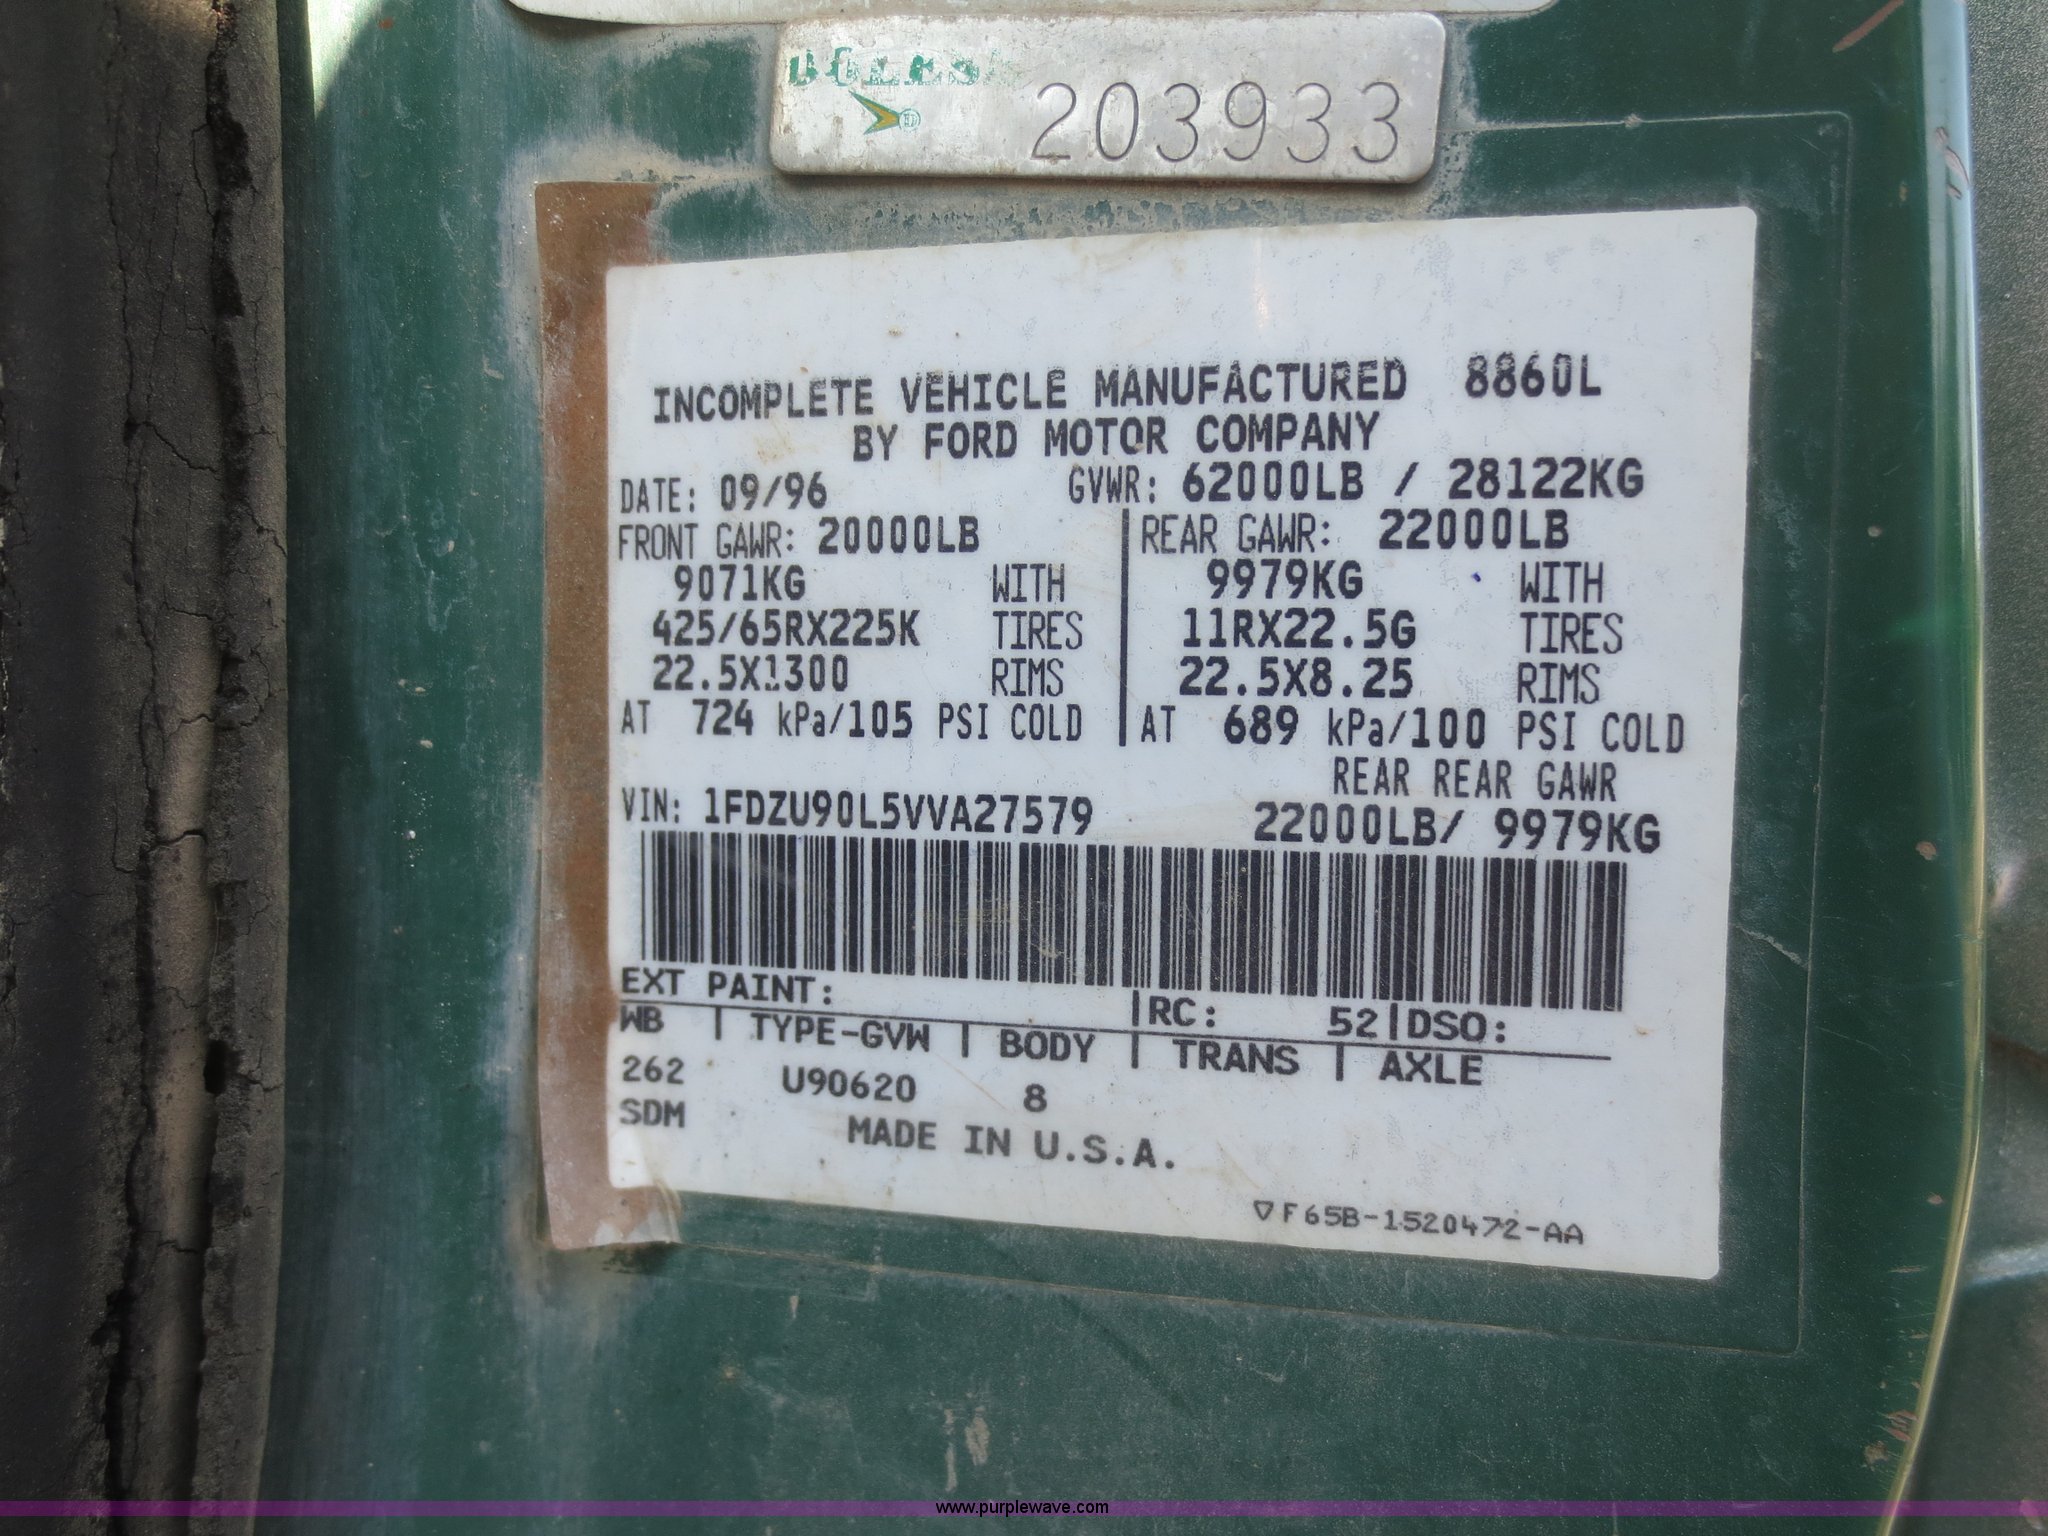 203933
INCOMPLETE VEHICLE MANUFACTURED 8860L
BY FORD MOTOR COMPANY
DATE: 09/96 GVWR: 62000LB / 28122KG
FRONT GAWR: 20000LB REAR GAWR: 22000LB
9071KG WITH 9979KG WITH
425/65RX225K TIRES 11RX22.5G TIRES
22.5X1300 RIMS 22.5X8.25 RIMS
AT 724 kPa/105 PSI COLD AT 689 kPa/100 PSI COLD
REAR REAR GAWR
VIN: 1FDZU90L5VVA27579 22000LB/ 9979KG
EXT PAINT: RC: 52 DSO:
WB TYPE-GVW BODY TRANS AXLE
262 U90620 8
SDM MADE IN U.S.A.
F65B-1520472-AA
www.purplewave.com